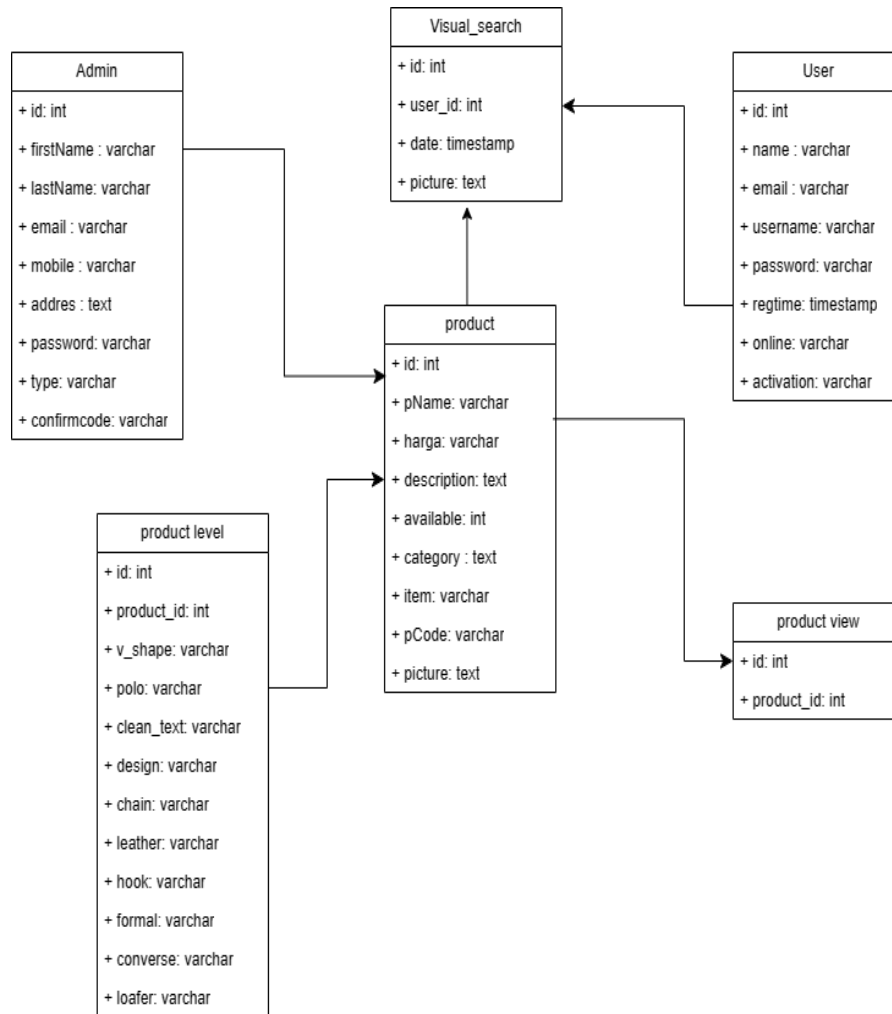 Visual_search
+ id: int
+ user_id: int
+ date: timestamp
+ picture: text
Admin
+ id: int
+ firstName : varchar
+ lastName: varchar
+ email : varchar
+ mobile : varchar
+ addres : text
+ password: varchar
+ type: varchar
+ confirmcode: varchar
User
+ id: int
+ name : varchar
+ email : varchar
+ username: varchar
+ password: varchar
+ regtime: timestamp
+ online: varchar
+ activation: varchar
product
+ id: int
+ pName: varchar
+ harga: varchar
+ description: text
+ available: int
+ category : text
+ item: varchar
+ pCode: varchar
+ picture: text
product level
+ id: int
+ product_id: int
+ v_shape: varchar
+ polo: varchar
+ clean_text: varchar
+ design: varchar
+ chain: varchar
+ leather: varchar
+ hook: varchar
+ formal: varchar
+ converse: varchar
+ loafer: varchar
product view
+ id: int
+ product_id: int